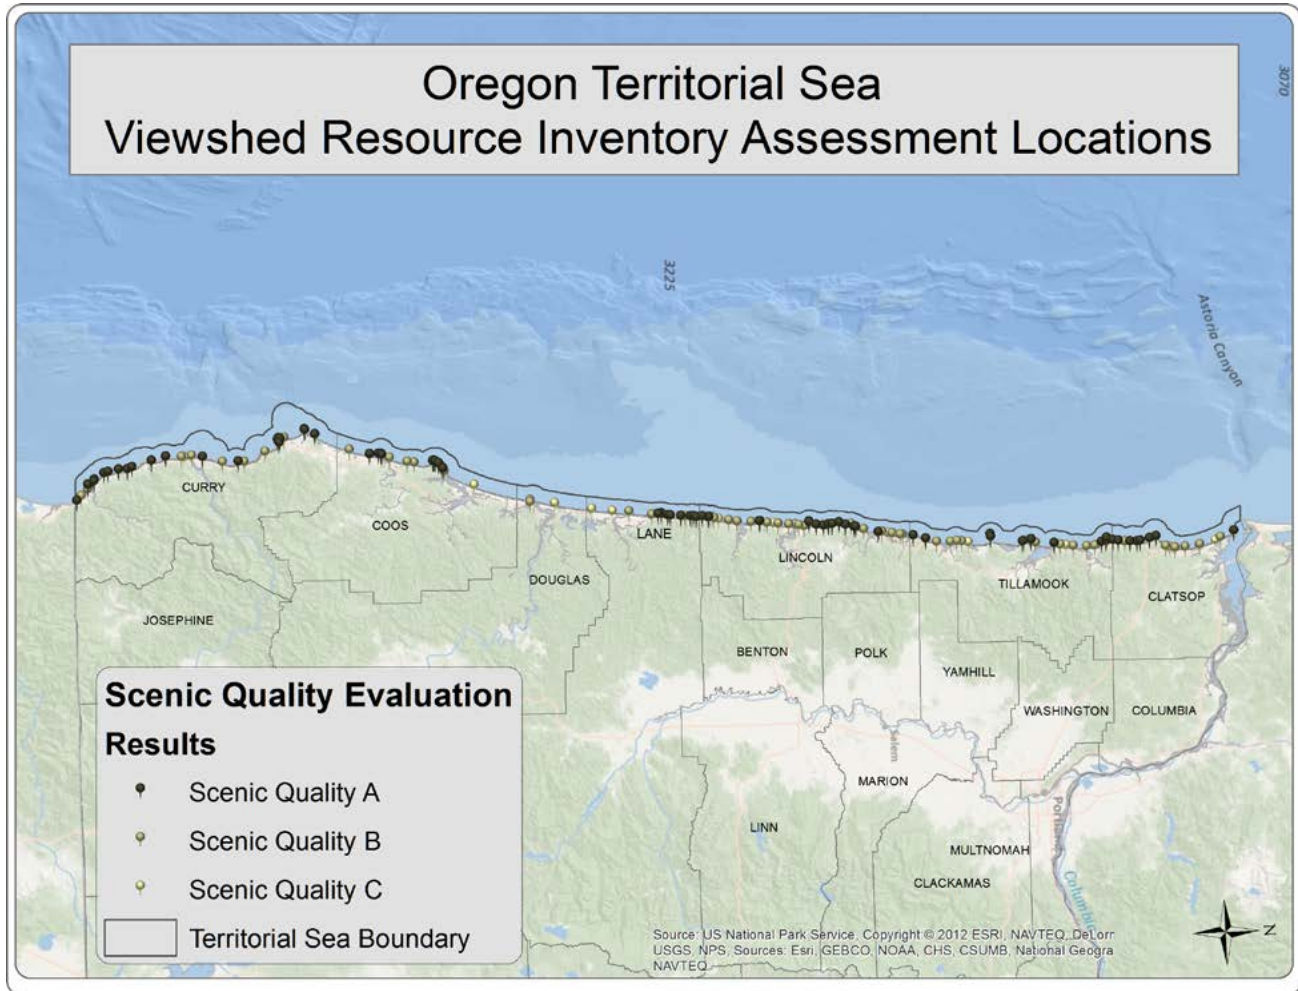 Oregon Territorial Sea
Viewshed Resource Inventory Assessment Locations
3070
3225
Astoria Canyon
CURRY
COOS
DOUGLAS
LANE
LINCOLN
TILLAMOOK
CLATSOP
JOSEPHINE
BENTON
POLK
YAMHILL
WASHINGTON
COLUMBIA
Salem
MARION
LINN
MULTNOMAH
CLACKAMAS
Columbia
Scenic Quality Evaluation
Results
Scenic Quality A
Scenic Quality B
Scenic Quality C
Territorial Sea Boundary
Source: US National Park Service, Copyright © 2012 ESRI, NAVTEQ, DeLorr
USGS, NPS, Sources: Esri, GEBCO, NOAA, CHS, CSUMB, National Geogra
NAVTEQ
N